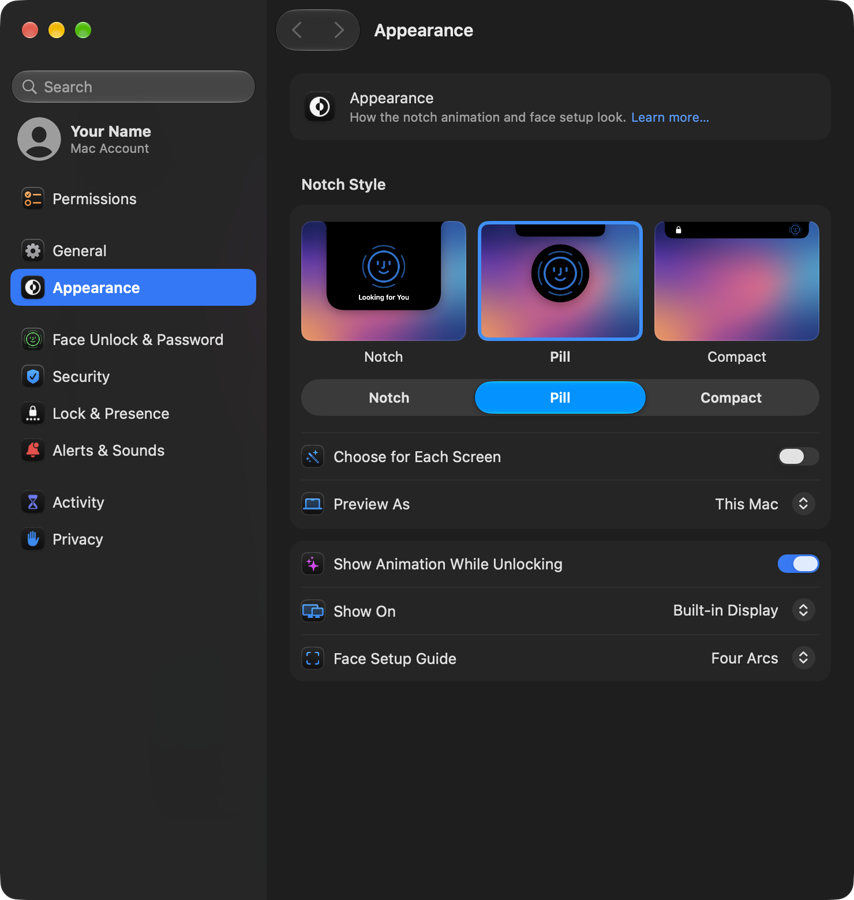 Appearance
Search
Your Name
Mac Account
Permissions
General
Appearance
Face Unlock & Password
Security
Lock & Presence
Alerts & Sounds
Activity
Privacy
Appearance
How the notch animation and face setup look. Learn more...
Notch Style
Looking for You
Notch
Pill
Compact
Notch
Pill
Compact
Choose for Each Screen
Preview As
This Mac
Show Animation While Unlocking
Show On
Built-in Display
Face Setup Guide
Four Arcs